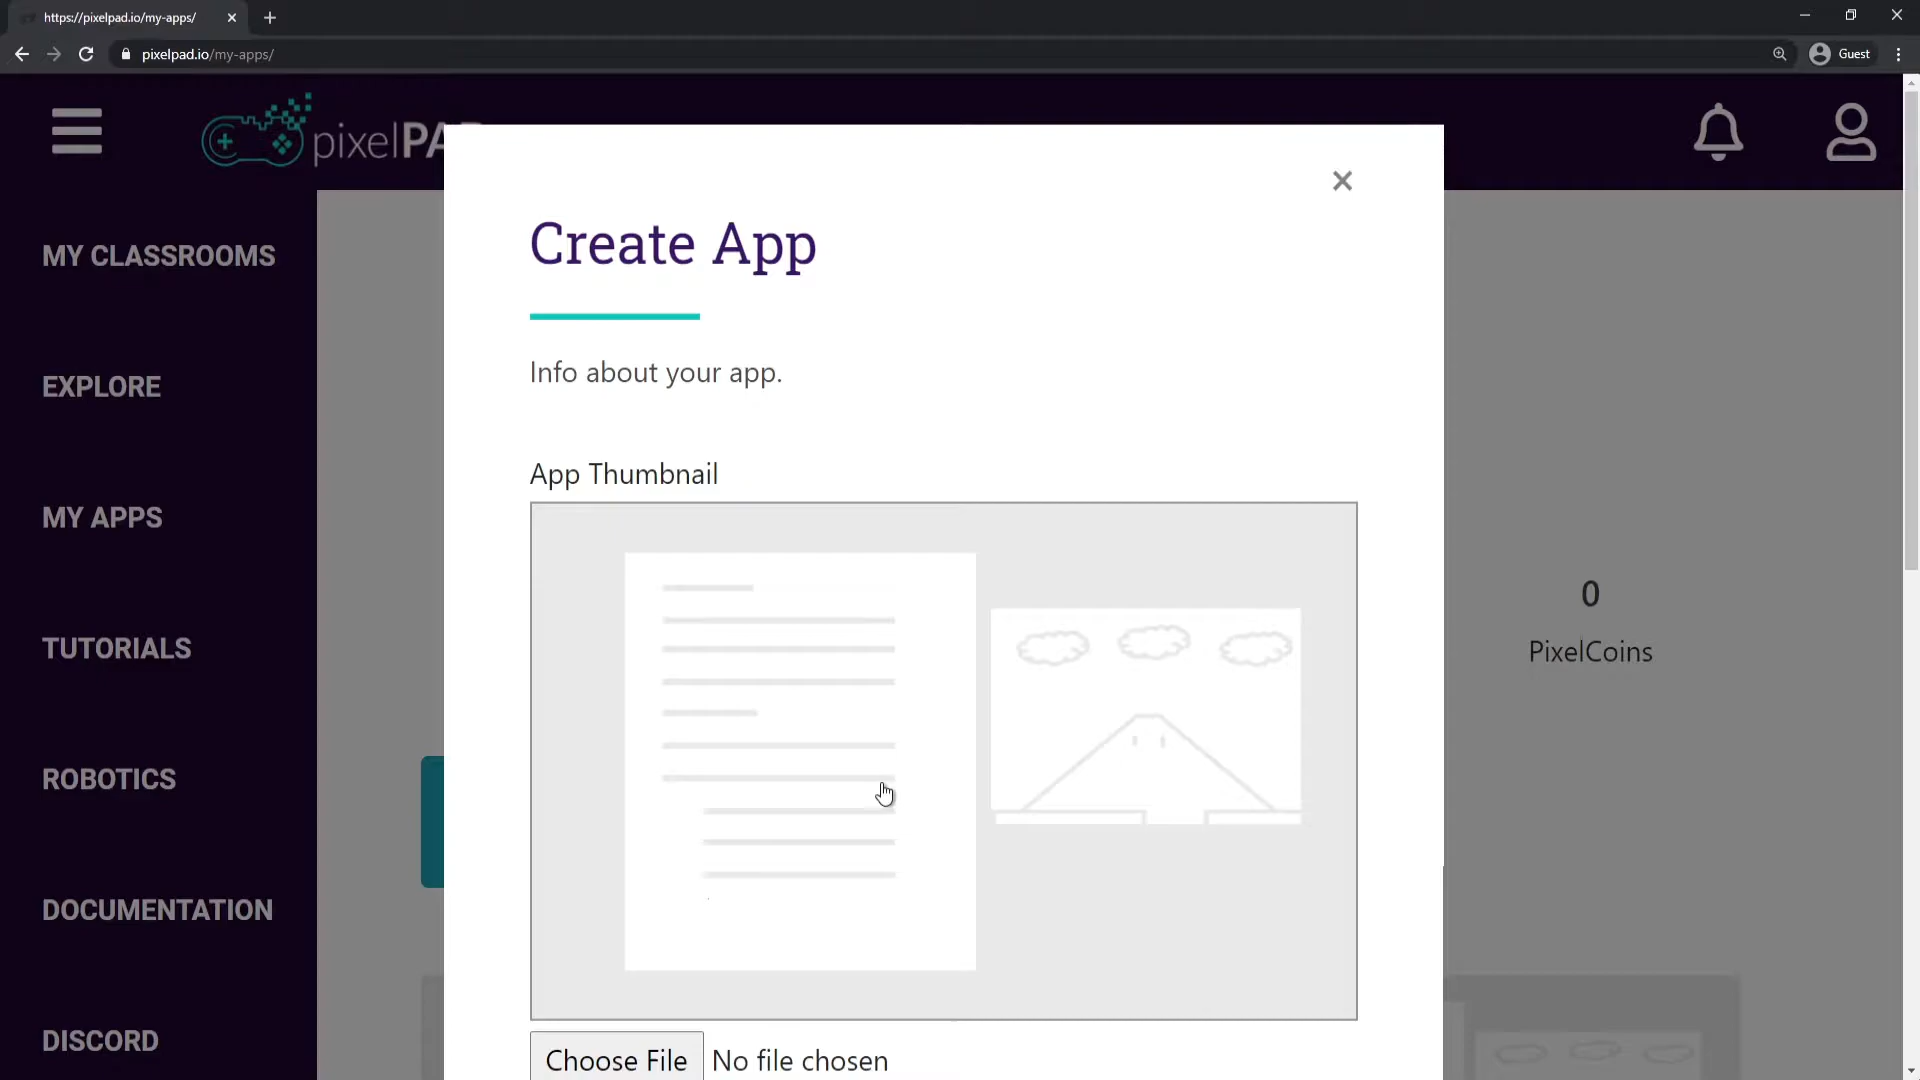 https://pixelpad.io/my-apps/
pixelpad.io/my-apps/
Guest
pixelPAD
MY CLASSROOMS
EXPLORE
MY APPS
TUTORIALS
ROBOTICS
DOCUMENTATION
DISCORD
Create App
Info about your app.
App Thumbnail
Choose File No file chosen
0
PixelCoins